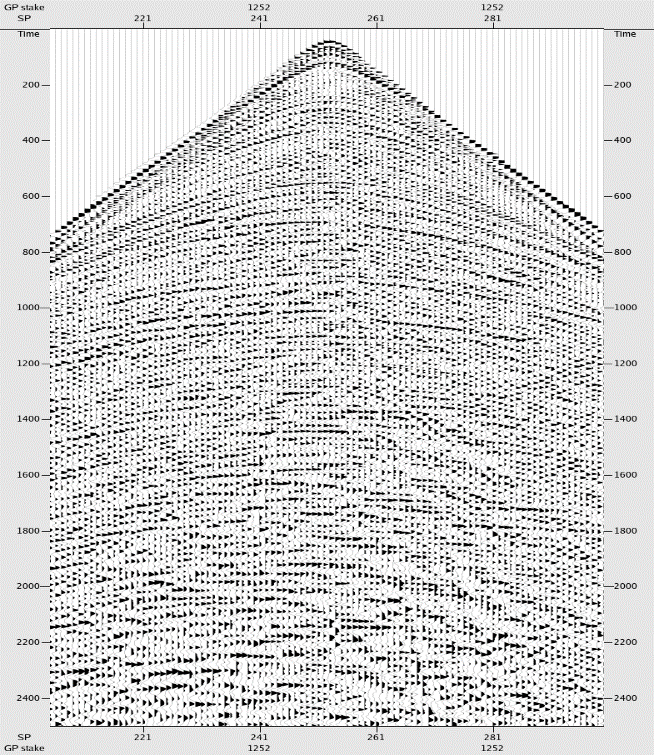 GP stake 1252 1252
SP 221 241 261 281
Time Time
200 200
400 400
600 600
800 800
1000 1000
1200 1200
1400 1400
1600 1600
1800 1800
2000 2000
2200 2200
2400 2400
SP 221 241 261 281
GP stake 1252 1252